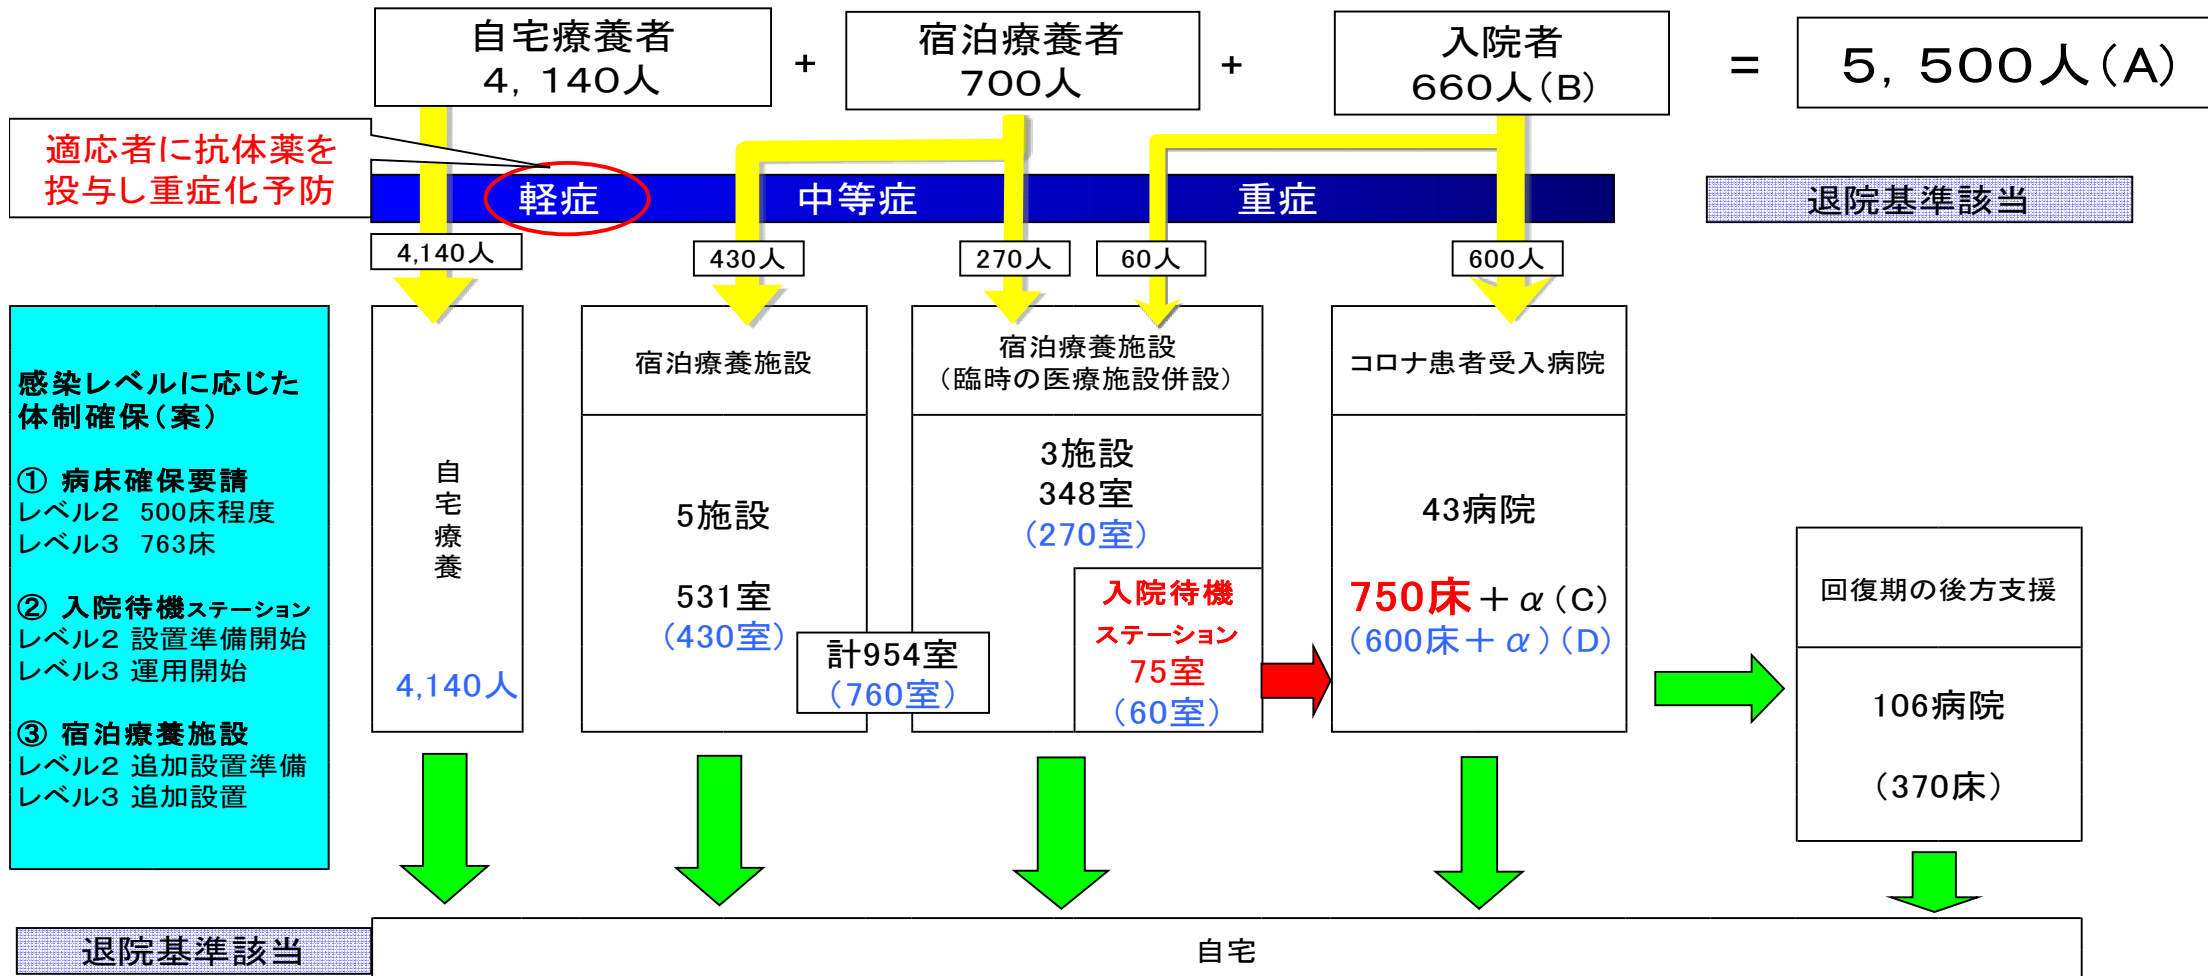 自宅療養者
4，140人
+
宿泊療養者
700人
+
入院者
660人（B）
=
5，500人（A）
適応者に抗体薬を
投与し重症化予防
軽症
中等症
重症
退院基準該当
4,140人
430人
270人
60人
600人
感染レベルに応じた
体制確保（案）
① 病床確保要請
レベル2 500床程度
レベル3 763床
② 入院待機ステーション
レベル2 設置準備開始
レベル3 運用開始
③ 宿泊療養施設
レベル2 追加設置準備
レベル3 追加設置
自宅療養
4,140人
宿泊療養施設
5施設
531室
（430室）
計954室
（760室）
宿泊療養施設
（臨時の医療施設併設）
3施設
348室
（270室）
入院待機
ステーション
75室
（60室）
コロナ患者受入病院
43病院
750床＋α（C）
（600床＋α）（D）
回復期の後方支援
106病院
（370床）
退院基準該当
自宅